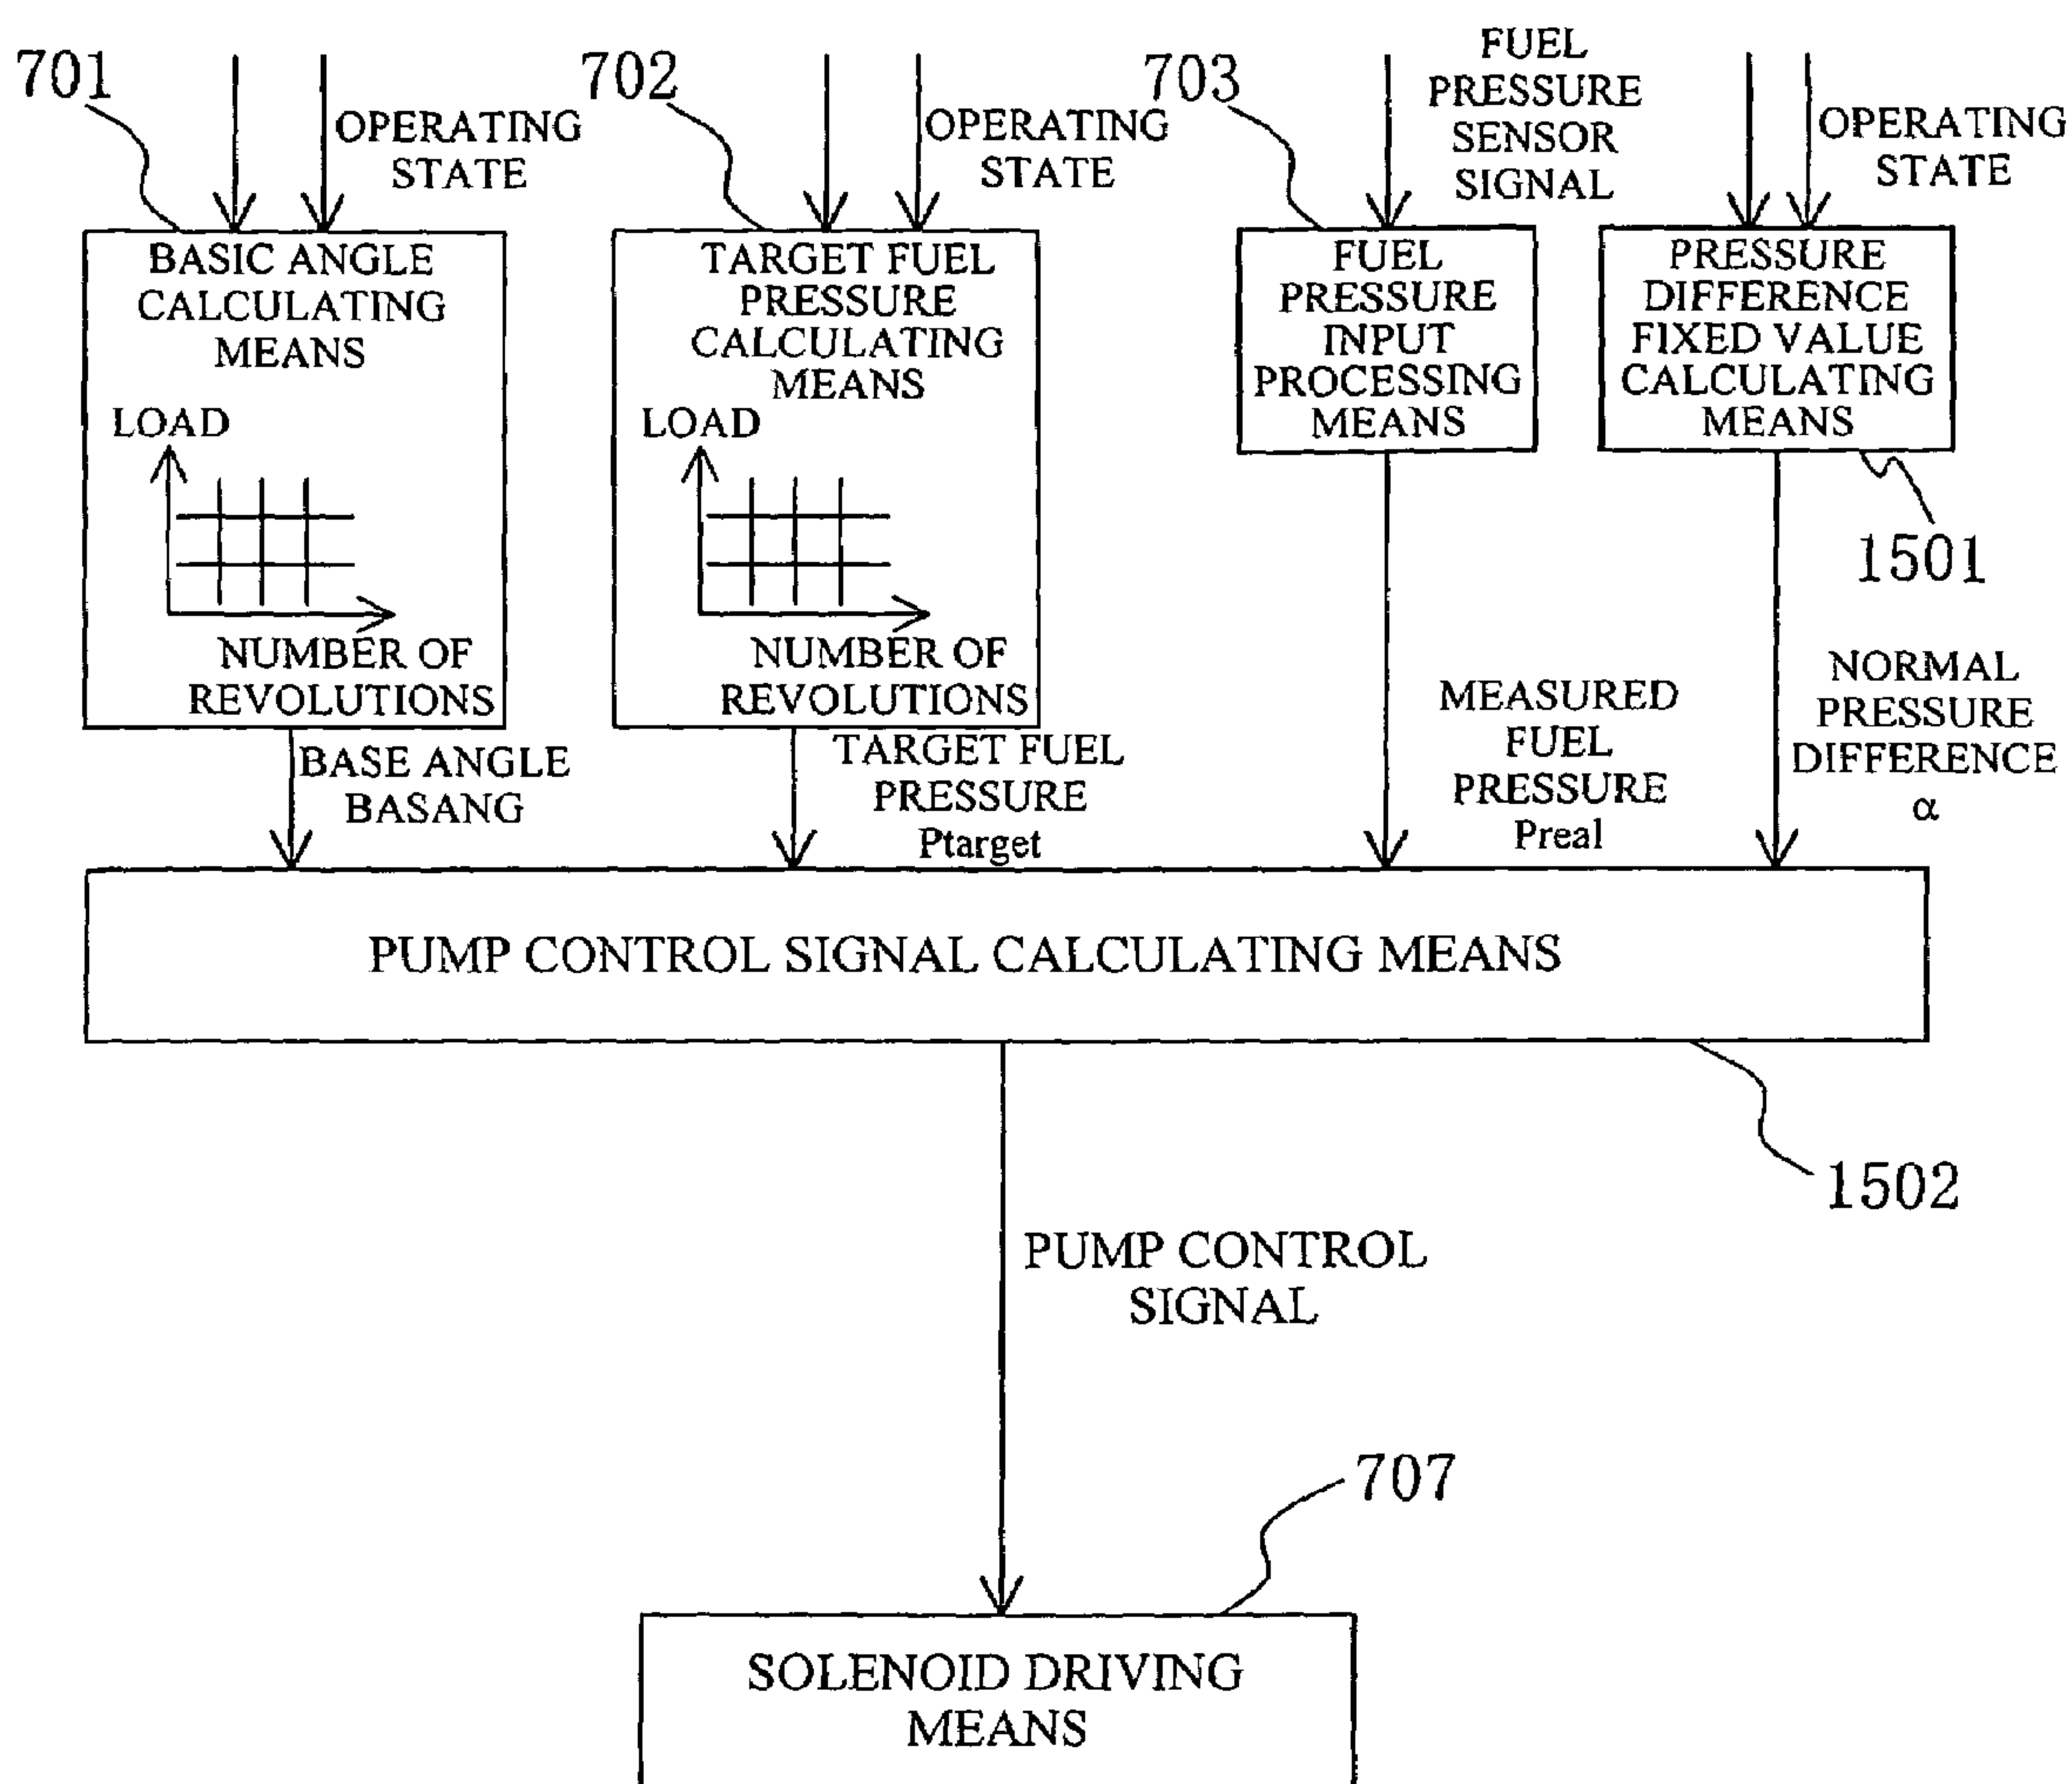 701
OPERATING
STATE
702
OPERATING
STATE
703
FUEL
PRESSURE
SENSOR
SIGNAL
OPERATING
STATE
BASIC ANGLE
CALCULATING
MEANS
LOAD
NUMBER OF
REVOLUTIONS
TARGET FUEL
PRESSURE
CALCULATING
MEANS
LOAD
NUMBER OF
REVOLUTIONS
FUEL
PRESSURE
INPUT
PROCESSING
MEANS
PRESSURE
DIFFERENCE
FIXED VALUE
CALCULATING
MEANS
1501
BASE ANGLE
BASANG
TARGET FUEL
PRESSURE
Ptarget
MEASURED
FUEL
PRESSURE
Preal
NORMAL
PRESSURE
DIFFERENCE
α
PUMP CONTROL SIGNAL CALCULATING MEANS
1502
PUMP CONTROL
SIGNAL
707
SOLENOID DRIVING
MEANS